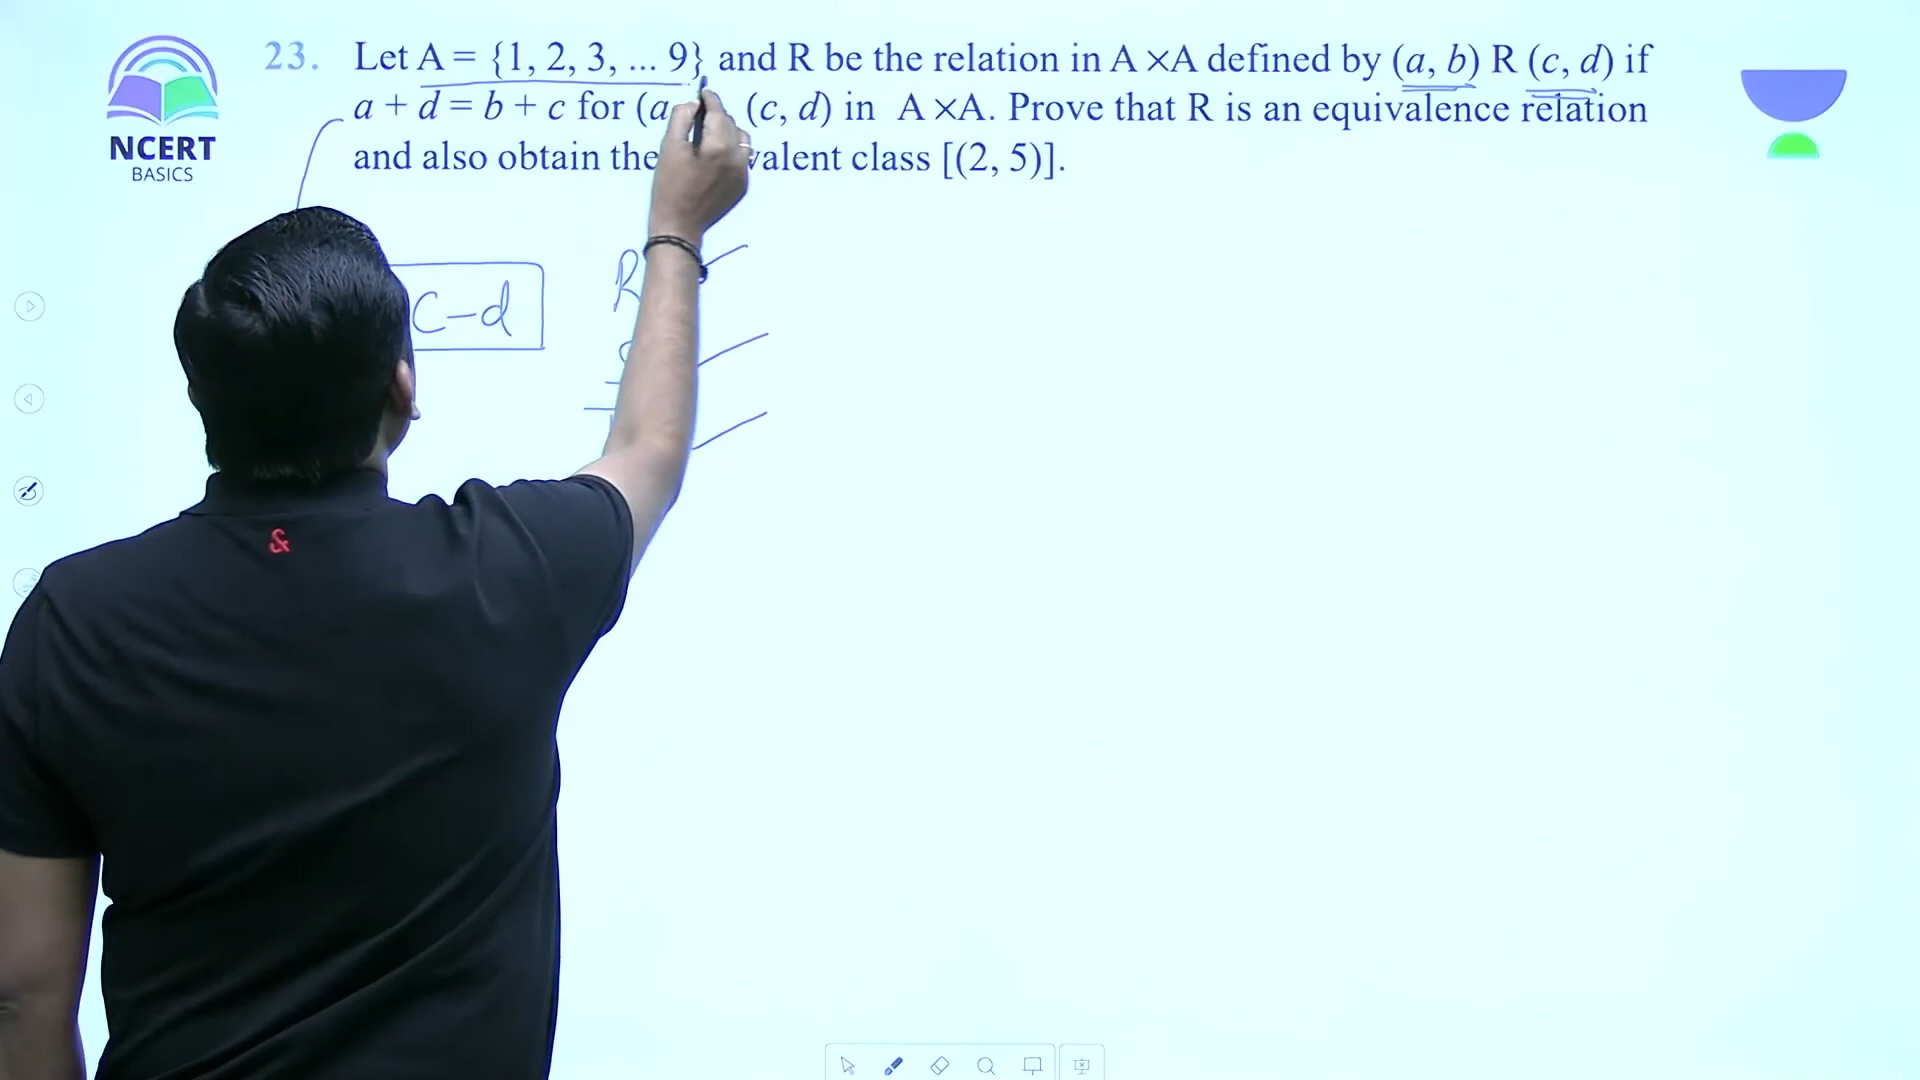 NCERT
BASICS
23. Let A = {1, 2, 3, ... 9} and R be the relation in A ×A defined by (a, b) R (c, d) if
a + d = b + c for (a (c, d) in A ×A. Prove that R is an equivalence relation
and also obtain the valent class [(2, 5)].
C-d
R
&